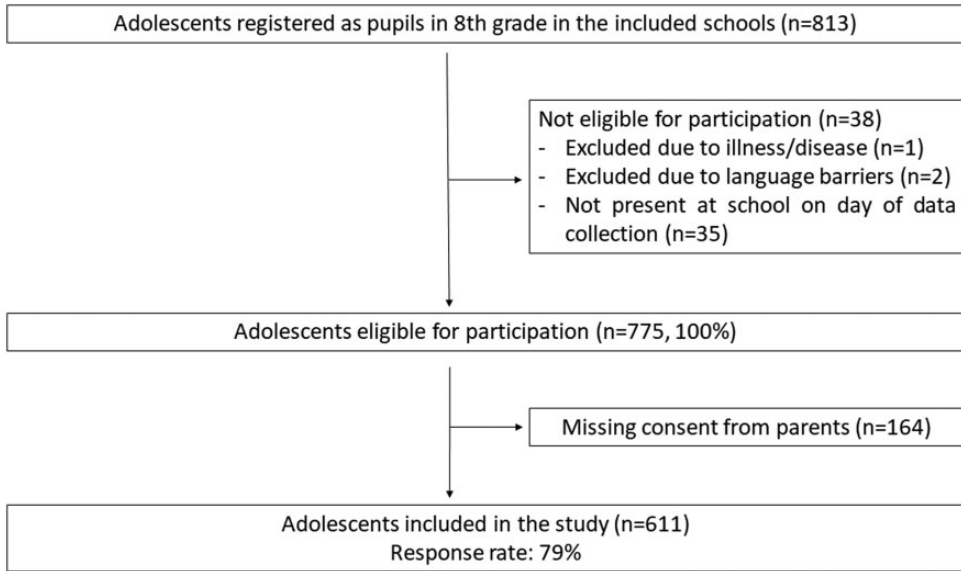 Adolescents registered as pupils in 8th grade in the included schools (n=813)
Not eligible for participation (n=38)
- Excluded due to illness/disease (n=1)
- Excluded due to language barriers (n=2)
- Not present at school on day of data
collection (n=35)
Adolescents eligible for participation (n=775, 100%)
Missing consent from parents (n=164)
Adolescents included in the study (n=611)
Response rate: 79%